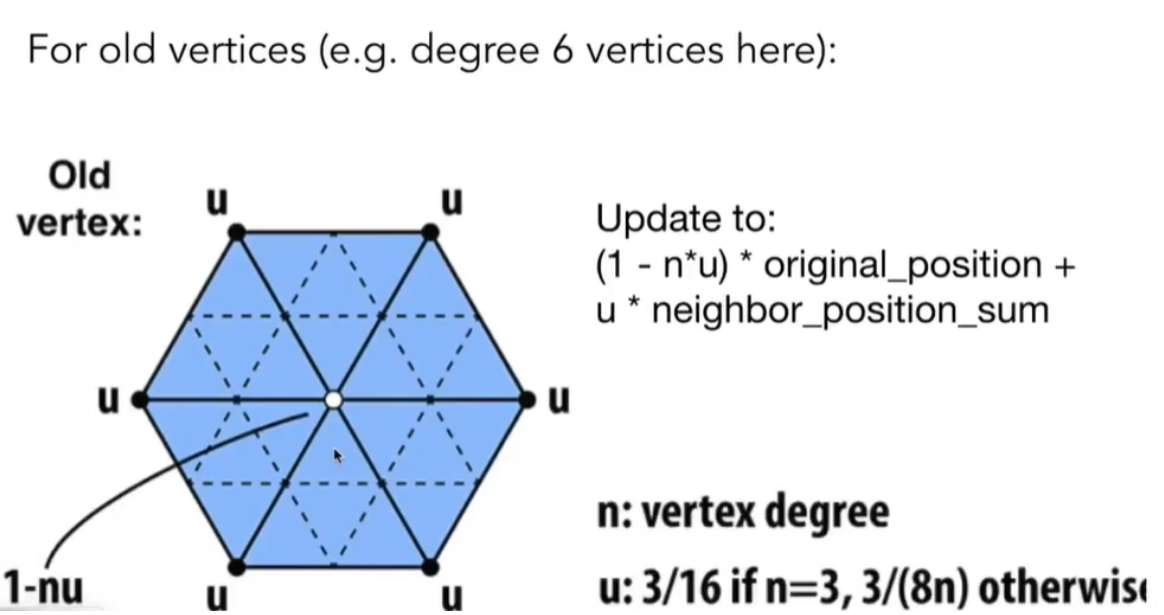 For old vertices (e.g. degree 6 vertices here):
Old
vertex:
u
u
Update to:
(1 - n*u) * original_position +
u * neighbor_position_sum
u
u
n: vertex degree
1-nu
u
u
u: 3/16 if n=3, 3/(8n) otherwis